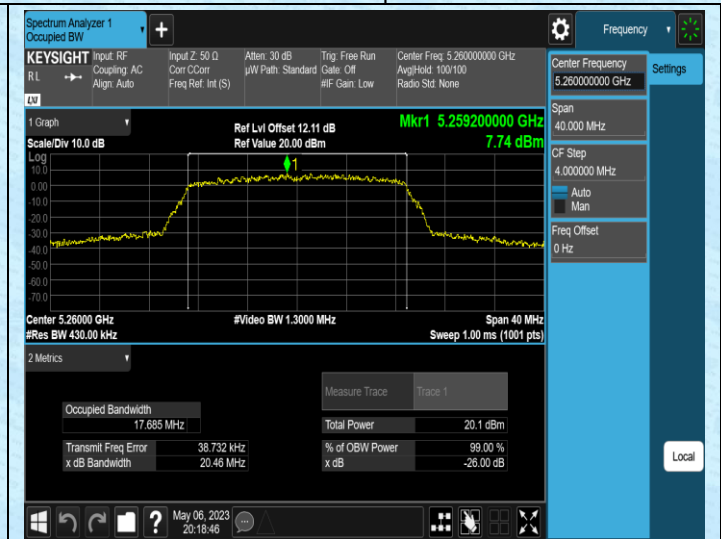 Spectrum Analyzer 1
Occupied BW
Frequency
KEYSIGHT
R L
LXI
Input: RF
Coupling: AC
Align: Auto
Input Z: 50 Ω
Corr CCorr
Freq Ref: Int (S)
Atten: 30 dB
µW Path: Standard
Trig: Free Run
Gate: Off
#IF Gain: Low
Center Freq: 5.260000000 GHz
Avg|Hold: 100/100
Radio Std: None
Center Frequency
5.260000000 GHz
Settings
Span
40.000 MHz
CF Step
4.000000 MHz
Auto
Man
Freq Offset
0 Hz
Local
1 Graph
Scale/Div 10.0 dB
Ref Lvl Offset 12.11 dB
Ref Value 20.00 dBm
Mkr1 5.259200000 GHz
7.74 dBm
Log
10.0
0.00
-10.0
-20.0
-30.0
-40.0
-50.0
-60.0
-70.0
1
Center 5.26000 GHz
#Video BW 1.3000 MHz
Span 40 MHz
#Res BW 430.00 kHz
Sweep 1.00 ms (1001 pts)
2 Metrics
Measure Trace
Trace 1
Occupied Bandwidth
17.685 MHz
Total Power
20.1 dBm
Transmit Freq Error
38.732 kHz
% of OBW Power
99.00 %
x dB Bandwidth
20.46 MHz
x dB
-26.00 dB
?
May 06, 2023
20:18:46